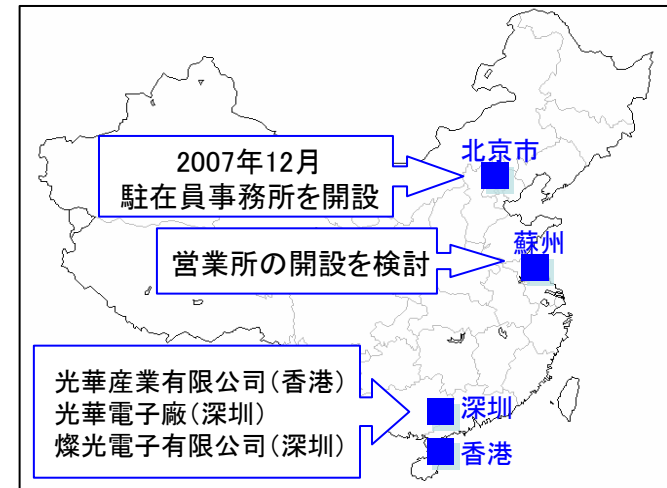 北京市
2007年12月
駐在員事務所を開設
蘇州
営業所の開設を検討
光華産業有限公司（香港）
光華電子廠（深圳）
燦光電子有限公司（深圳）
深圳
香港